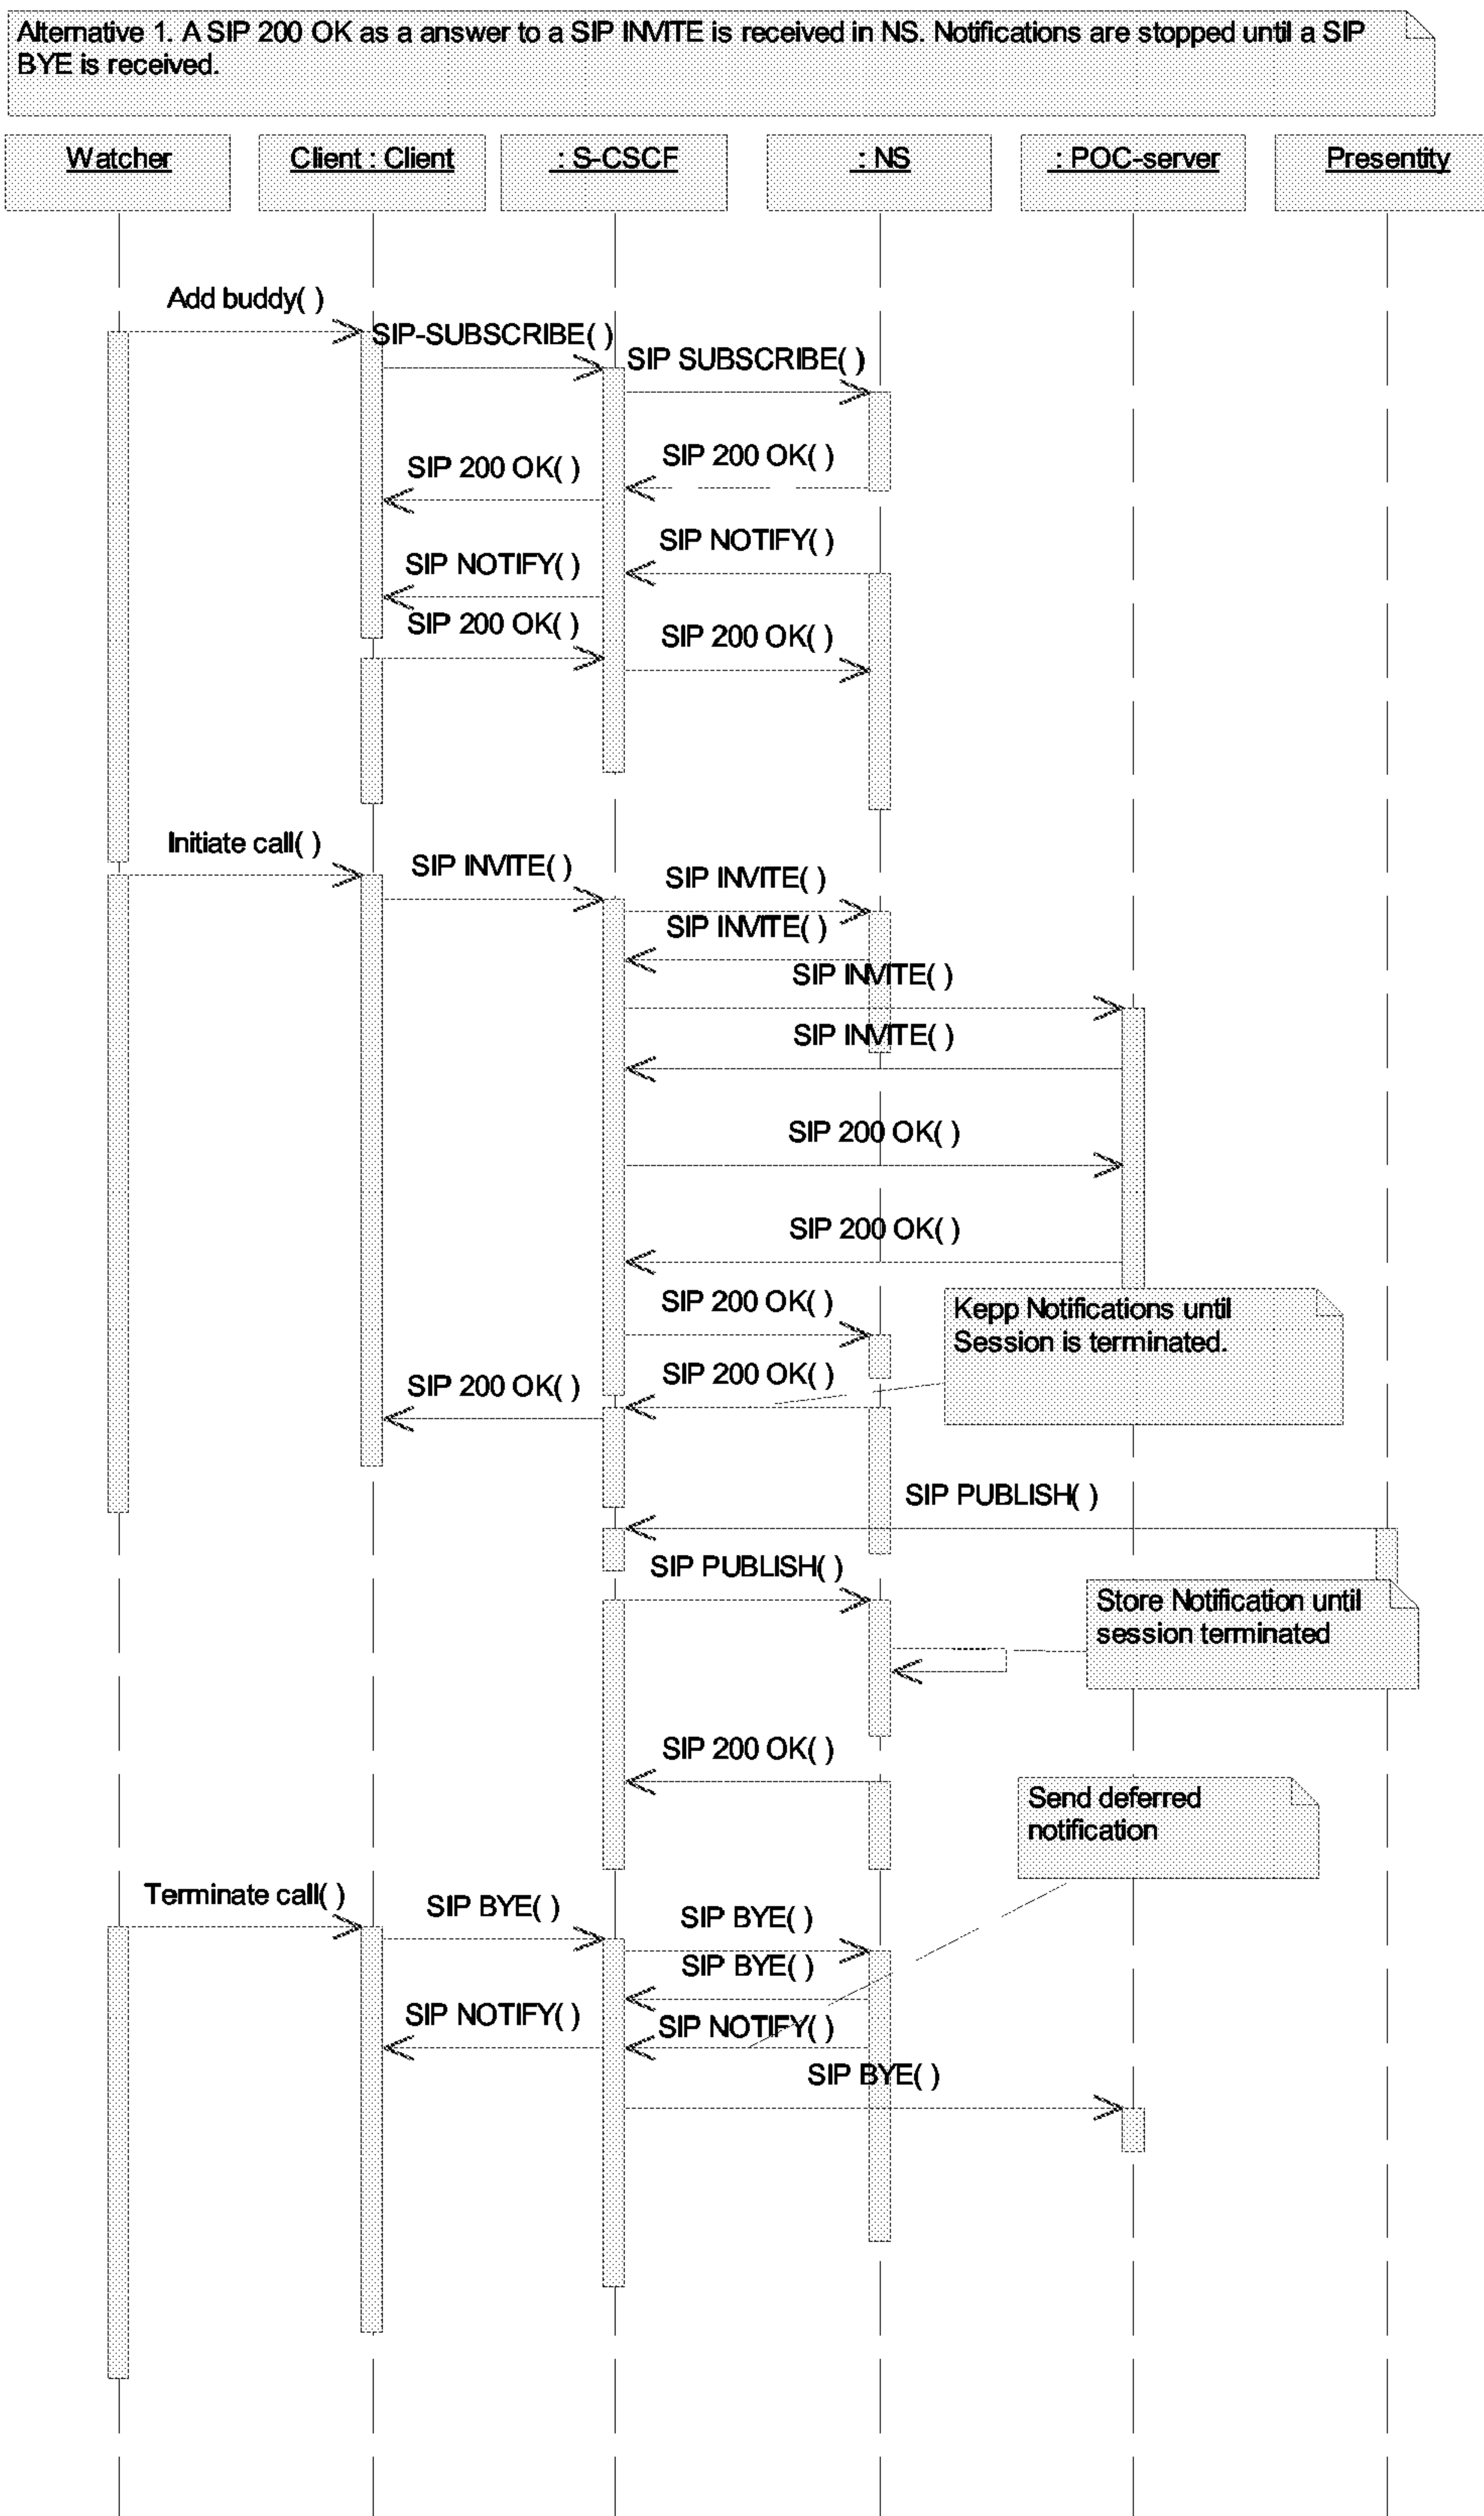 Alternative 1. A SIP 200 OK as a answer to a SIP INVITE is received in NS. Notifications are stopped until a SIP
BYE is received.
Watcher
Client : Client
: S-CSCF
: NS
: POC-server
Presentity
Add buddy( )
SIP-SUBSCRIBE( )
SIP SUBSCRIBE( )
SIP 200 OK( )
SIP 200 OK( )
SIP NOTIFY( )
SIP NOTIFY( )
SIP 200 OK( )
SIP 200 OK( )
Initiate call( )
SIP INVITE( )
SIP INVITE( )
SIP INVITE( )
SIP INVITE( )
SIP INVITE( )
SIP 200 OK( )
SIP 200 OK( )
SIP 200 OK( )
Kepp Notifications until
Session is terminated.
SIP 200 OK( )
SIP 200 OK( )
SIP PUBLISH( )
SIP PUBLISH( )
Store Notification until
session terminated
SIP 200 OK( )
Send deferred
notification
Terminate call( )
SIP BYE( )
SIP BYE( )
SIP BYE( )
SIP NOTIFY( )
SIP NOTIFY( )
SIP BYE( )